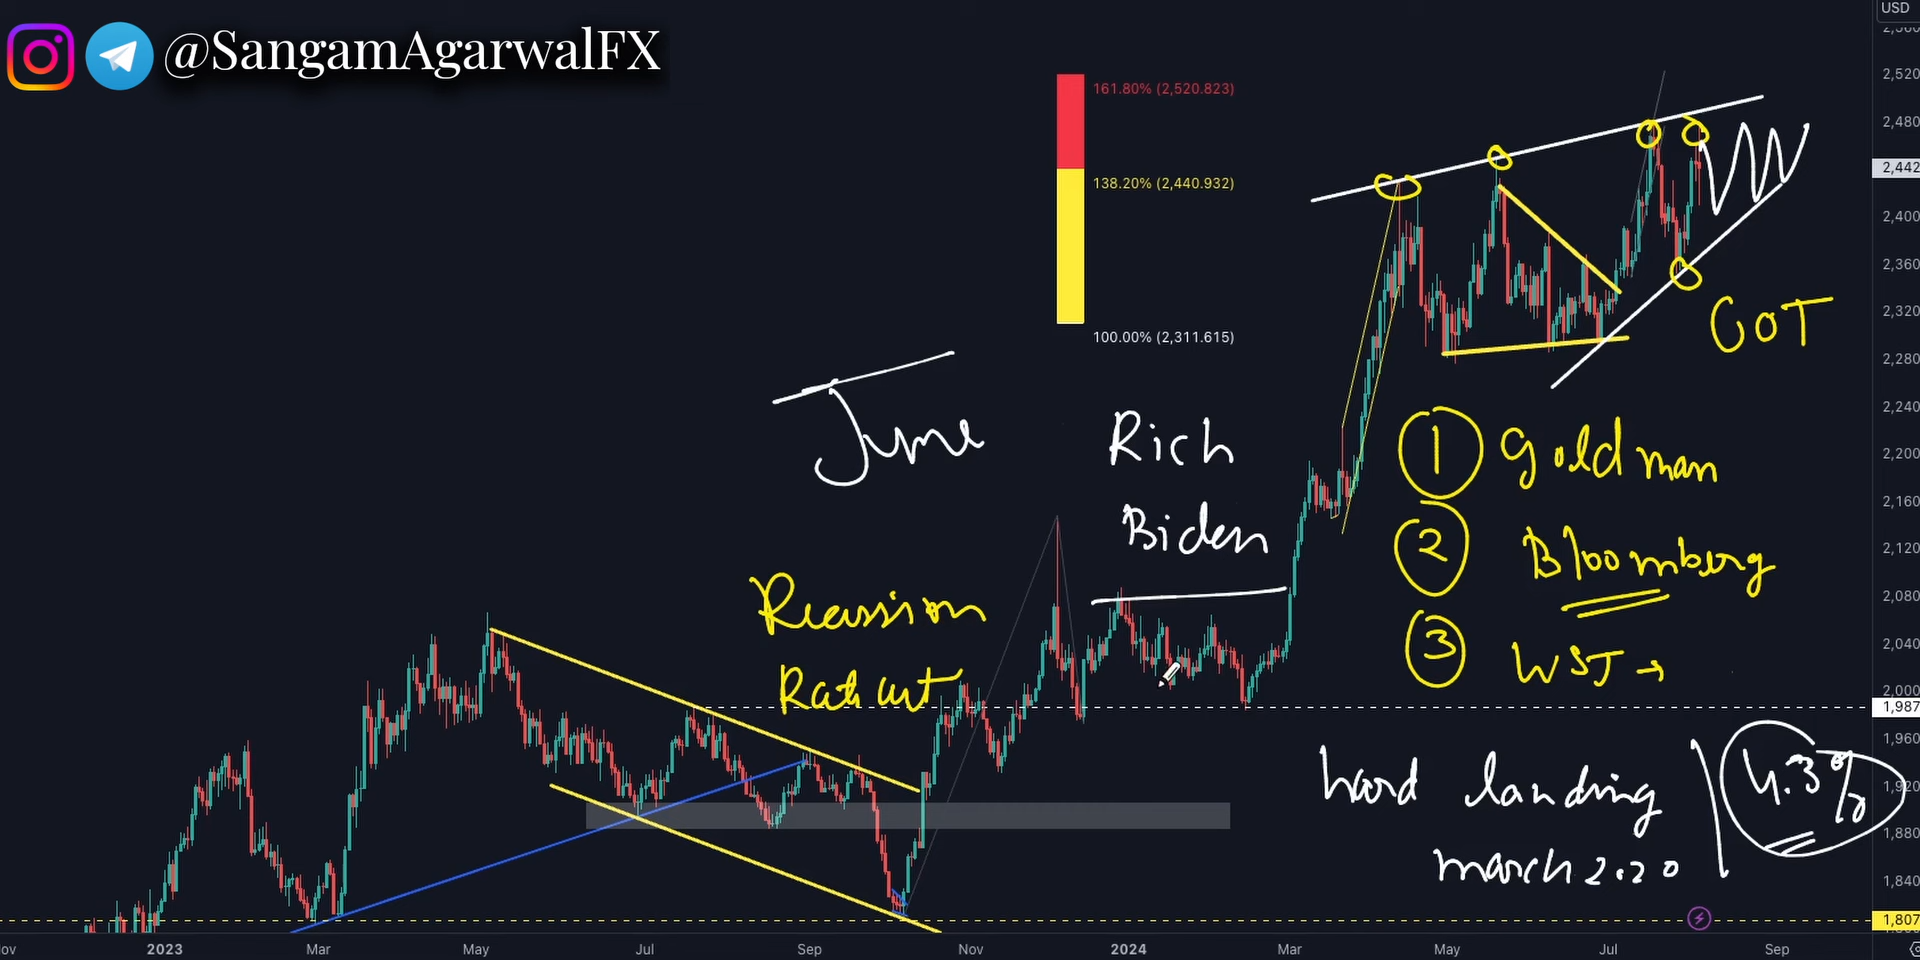 @SangamAgarwalFX
USD
2,520
161.80% (2,520.823)
2,480
2,442
138.20% (2,440.932)
2,400
2,360
COT
2,320
100.00% (2,311.615)
2,280
June
Rich
1 Goldman
2,240
2,200
2,160
Biden
2 Bloomberg
2,120
2,080
Recession
3 WSJ →
2,040
Rate cut
2,000
1,987
1,960
hard landing
4.3%
1,920
1,880
march 2020
1,840
1,807
Nov 2023 Mar May Jul Sep Nov 2024 Mar May Jul Sep